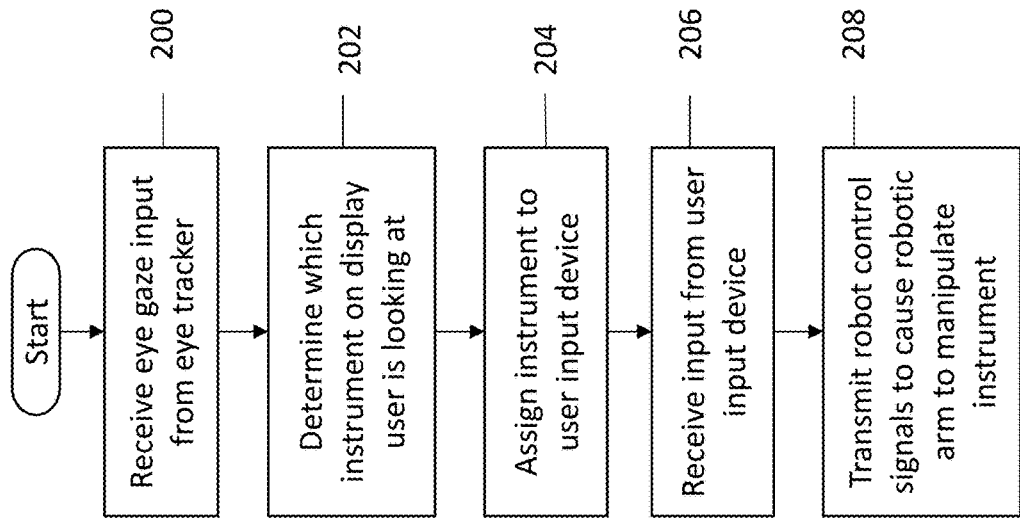 Start
Receive eye gaze input
from eye tracker
200
Determine which
instrument on display
user is looking at
202
Assign instrument to
user input device
204
Receive input from user
input device
206
Transmit robot control
signals to cause robotic
arm to manipulate
instrument
208